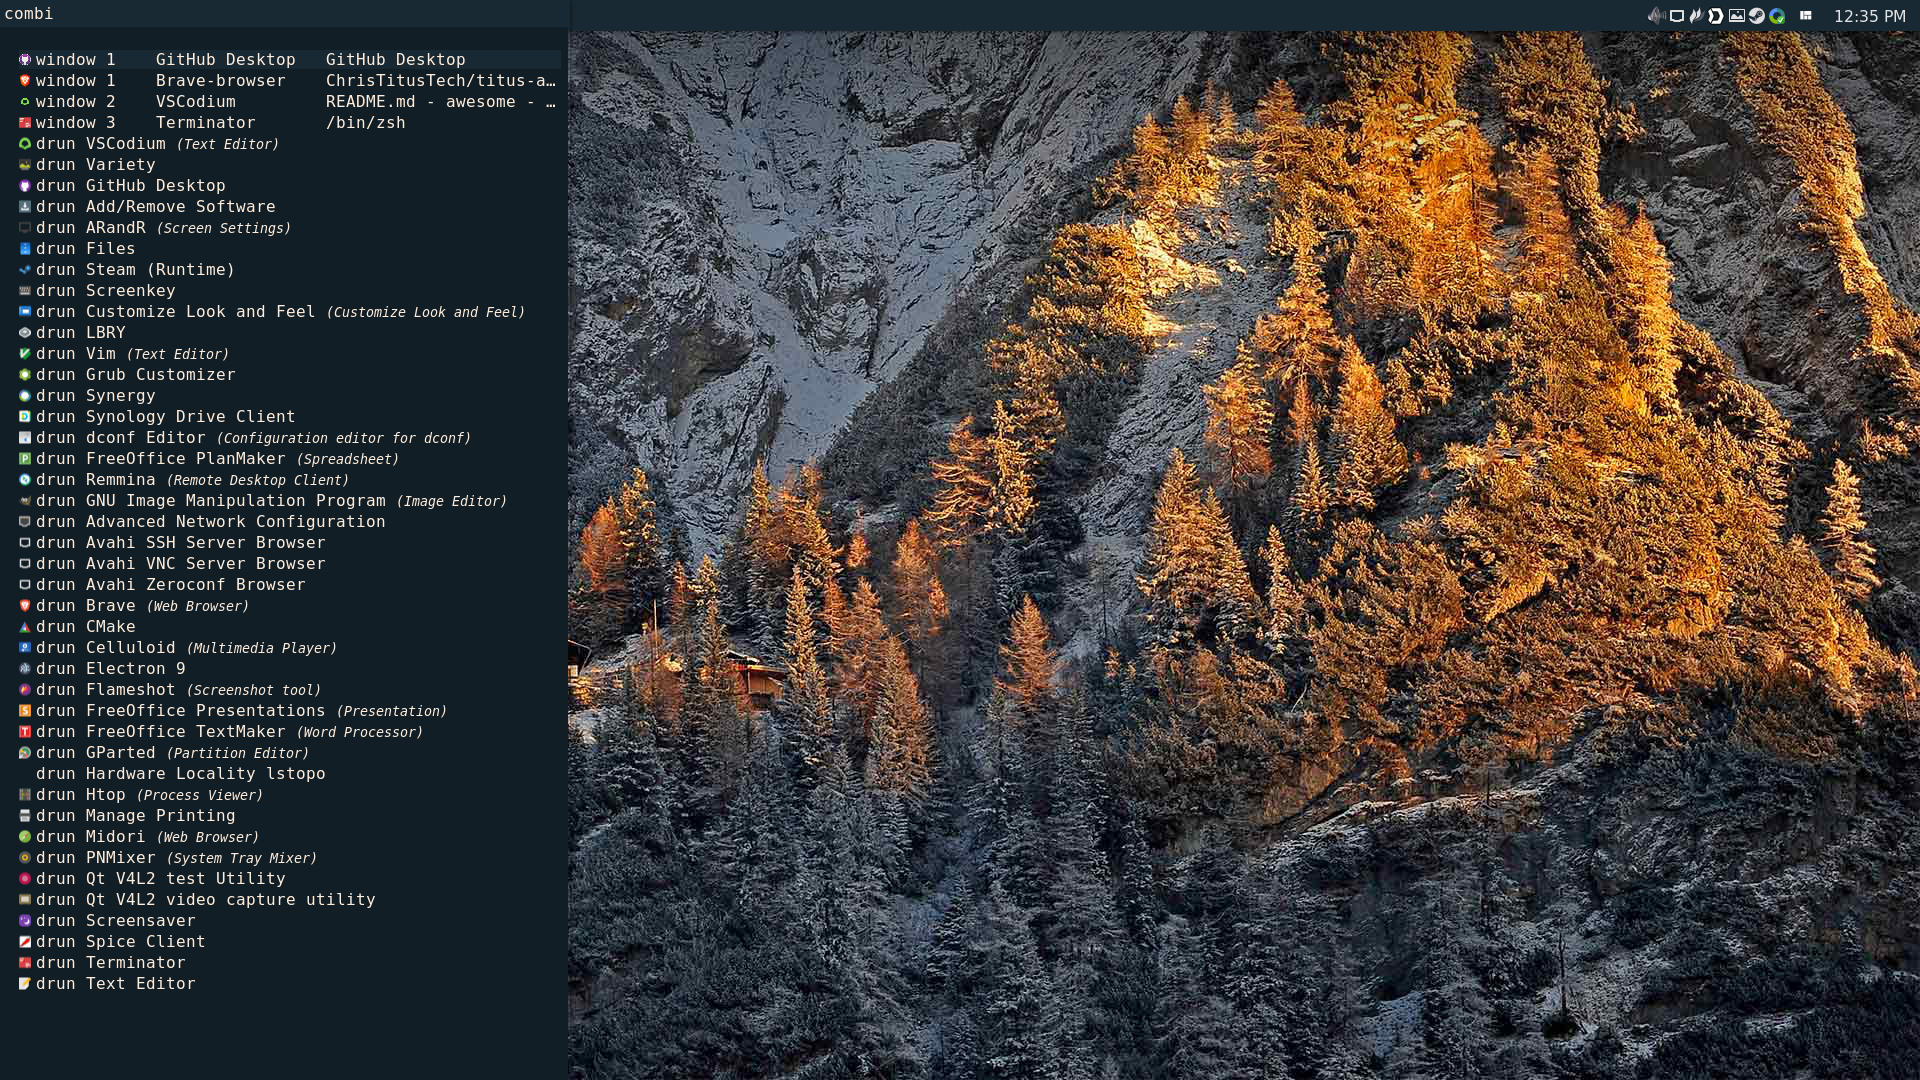 combi
12:35 PM
window 1 GitHub Desktop GitHub Desktop
window 1 Brave-browser ChrisTitusTech/titus-a…
window 2 VSCodium README.md - awesome - …
window 3 Terminator /bin/zsh
drun VSCodium (Text Editor)
drun Variety
drun GitHub Desktop
drun Add/Remove Software
drun ARandR (Screen Settings)
drun Files
drun Steam (Runtime)
drun Screenkey
drun Customize Look and Feel (Customize Look and Feel)
drun LBRY
drun Vim (Text Editor)
drun Grub Customizer
drun Synergy
drun Synology Drive Client
drun dconf Editor (Configuration editor for dconf)
drun FreeOffice PlanMaker (Spreadsheet)
drun Remmina (Remote Desktop Client)
drun GNU Image Manipulation Program (Image Editor)
drun Advanced Network Configuration
drun Avahi SSH Server Browser
drun Avahi VNC Server Browser
drun Avahi Zeroconf Browser
drun Brave (Web Browser)
drun CMake
drun Celluloid (Multimedia Player)
drun Electron 9
drun Flameshot (Screenshot tool)
drun FreeOffice Presentations (Presentation)
drun FreeOffice TextMaker (Word Processor)
drun GParted (Partition Editor)
drun Hardware Locality lstopo
drun Htop (Process Viewer)
drun Manage Printing
drun Midori (Web Browser)
drun PNMixer (System Tray Mixer)
drun Qt V4L2 test Utility
drun Qt V4L2 video capture utility
drun Screensaver
drun Spice Client
drun Terminator
drun Text Editor